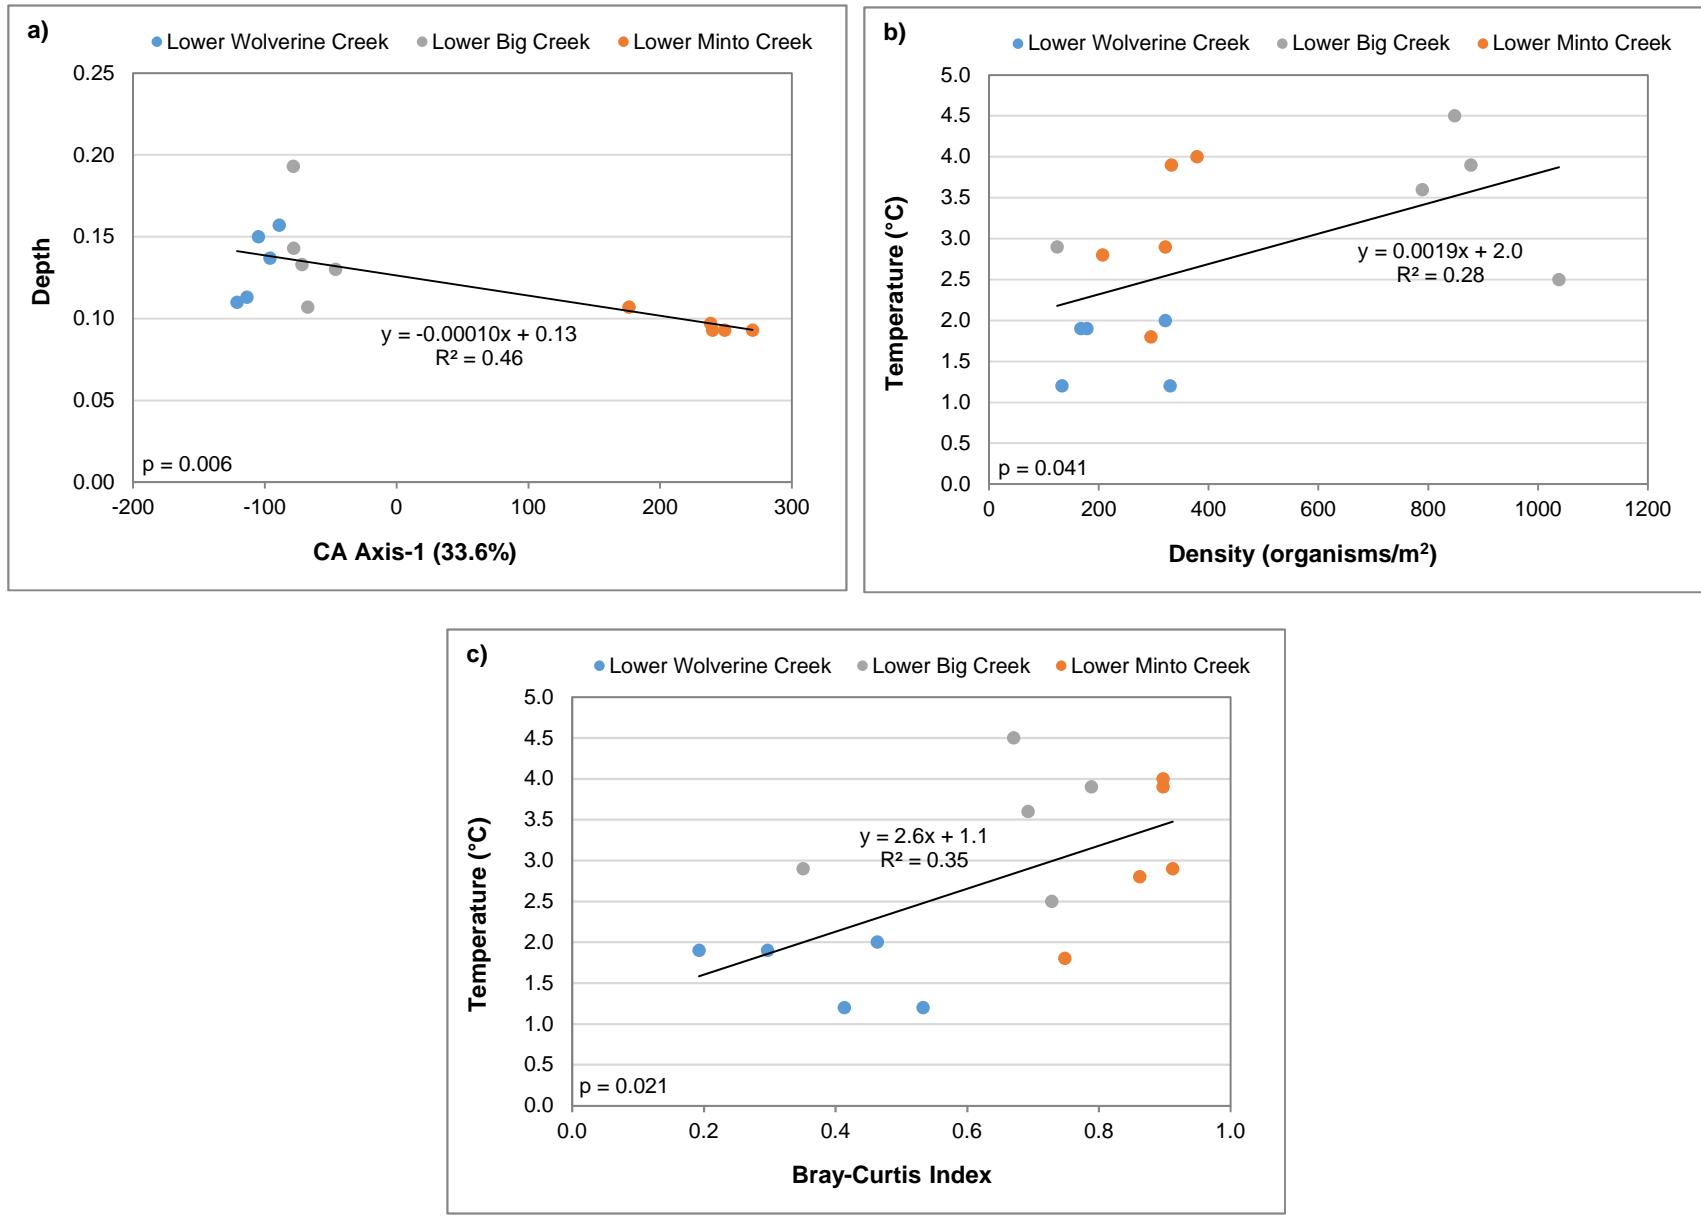 a)
Lower Wolverine Creek Lower Big Creek Lower Minto Creek
0.25
0.20
0.15
0.10
0.05
0.00
Depth
y = -0.00010x + 0.13
R² = 0.46
p = 0.006
-200 -100 0 100 200 300
CA Axis-1 (33.6%)
b)
Lower Wolverine Creek Lower Big Creek Lower Minto Creek
5.0
4.5
4.0
3.5
3.0
2.5
2.0
1.5
1.0
0.5
0.0
Temperature (°C)
y = 0.0019x + 2.0
R² = 0.28
p = 0.041
0 200 400 600 800 1000 1200
Density (organisms/m²)
c)
Lower Wolverine Creek Lower Big Creek Lower Minto Creek
5.0
4.5
4.0
3.5
3.0
2.5
2.0
1.5
1.0
0.5
0.0
Temperature (°C)
y = 2.6x + 1.1
R² = 0.35
p = 0.021
0.0 0.2 0.4 0.6 0.8 1.0
Bray-Curtis Index